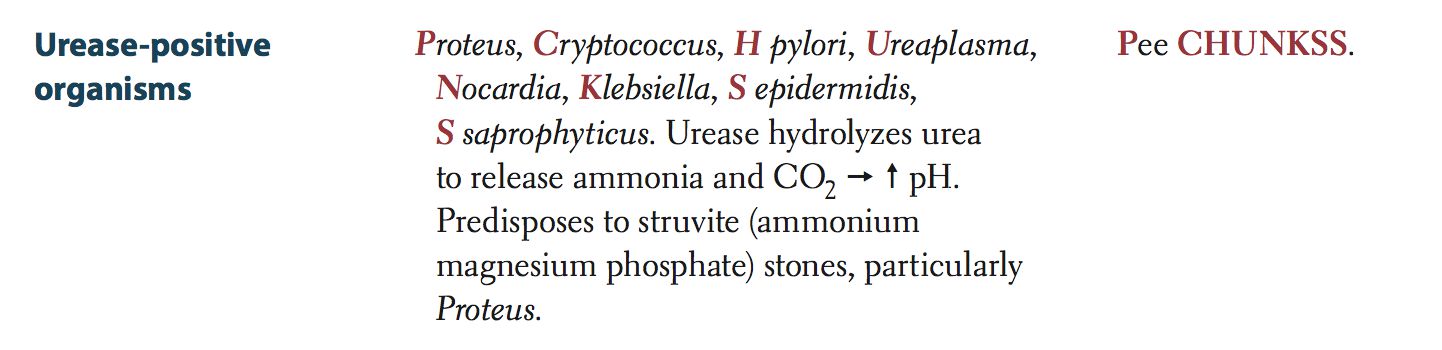 Urease-positive
organisms
Proteus, Cryptococcus, H pylori, Ureaplasma,
Nocardia, Klebsiella, S epidermidis,
S saprophyticus. Urease hydrolyzes urea
to release ammonia and CO₂ → ↑ pH.
Predisposes to struvite (ammonium
magnesium phosphate) stones, particularly
Proteus.
Pee CHUNKSS.